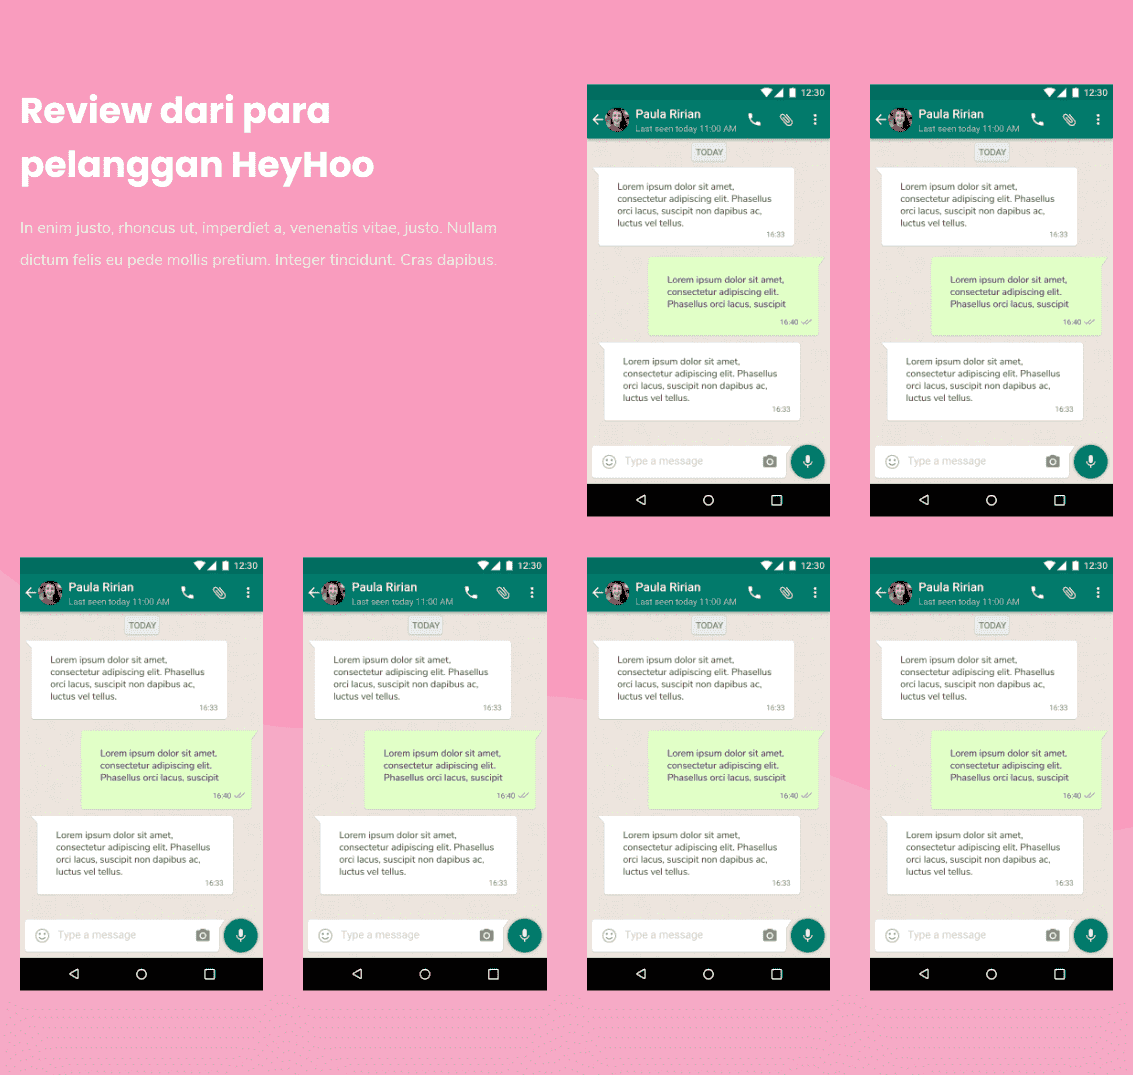 Review dari para
pelanggan HeyHoo
In enim justo, rhoncus ut, imperdiet a, venenatis vitae, justo. Nullam
dictum felis eu pede mollis pretium. Integer tincidunt. Cras dapibus.
12:30
Paula Ririan
Last seen today 11:00 AM
TODAY
Lorem ipsum dolor sit amet,
consectetur adipiscing elit. Phasellus
orci lacus, suscipit non dapibus ac,
luctus vel tellus.
16:33
Lorem ipsum dolor sit amet,
consectetur adipiscing elit.
Phasellus orci lacus, suscipit
16:40
Lorem ipsum dolor sit amet,
consectetur adipiscing elit. Phasellus
orci lacus, suscipit non dapibus ac,
luctus vel tellus.
16:33
Type a message
12:30
Paula Ririan
Last seen today 11:00 AM
TODAY
Lorem ipsum dolor sit amet,
consectetur adipiscing elit. Phasellus
orci lacus, suscipit non dapibus ac,
luctus vel tellus.
16:33
Lorem ipsum dolor sit amet,
consectetur adipiscing elit.
Phasellus orci lacus, suscipit
16:40
Lorem ipsum dolor sit amet,
consectetur adipiscing elit. Phasellus
orci lacus, suscipit non dapibus ac,
luctus vel tellus.
16:33
Type a message
12:30
Paula Ririan
Last seen today 11:00 AM
TODAY
Lorem ipsum dolor sit amet,
consectetur adipiscing elit. Phasellus
orci lacus, suscipit non dapibus ac,
luctus vel tellus.
16:33
Lorem ipsum dolor sit amet,
consectetur adipiscing elit.
Phasellus orci lacus, suscipit
16:40
Lorem ipsum dolor sit amet,
consectetur adipiscing elit. Phasellus
orci lacus, suscipit non dapibus ac,
luctus vel tellus.
16:33
Type a message
12:30
Paula Ririan
Last seen today 11:00 AM
TODAY
Lorem ipsum dolor sit amet,
consectetur adipiscing elit. Phasellus
orci lacus, suscipit non dapibus ac,
luctus vel tellus.
16:33
Lorem ipsum dolor sit amet,
consectetur adipiscing elit.
Phasellus orci lacus, suscipit
16:40
Lorem ipsum dolor sit amet,
consectetur adipiscing elit. Phasellus
orci lacus, suscipit non dapibus ac,
luctus vel tellus.
16:33
Type a message
12:30
Paula Ririan
Last seen today 11:00 AM
TODAY
Lorem ipsum dolor sit amet,
consectetur adipiscing elit. Phasellus
orci lacus, suscipit non dapibus ac,
luctus vel tellus.
16:33
Lorem ipsum dolor sit amet,
consectetur adipiscing elit.
Phasellus orci lacus, suscipit
16:40
Lorem ipsum dolor sit amet,
consectetur adipiscing elit. Phasellus
orci lacus, suscipit non dapibus ac,
luctus vel tellus.
16:33
Type a message
12:30
Paula Ririan
Last seen today 11:00 AM
TODAY
Lorem ipsum dolor sit amet,
consectetur adipiscing elit. Phasellus
orci lacus, suscipit non dapibus ac,
luctus vel tellus.
16:33
Lorem ipsum dolor sit amet,
consectetur adipiscing elit.
Phasellus orci lacus, suscipit
16:40
Lorem ipsum dolor sit amet,
consectetur adipiscing elit. Phasellus
orci lacus, suscipit non dapibus ac,
luctus vel tellus.
16:33
Type a message